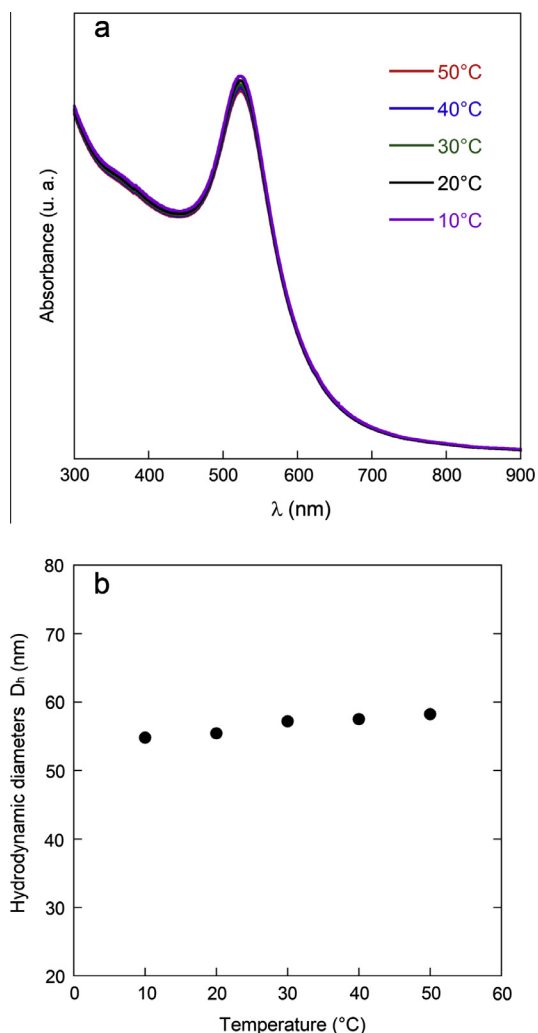 a
50°C
40°C
30°C
20°C
10°C
Absorbance (u. a.)
300 400 500 600 700 800 900
λ (nm)
b
80
70
60
50
40
30
20
Hydrodynamic diameters Dh (nm)
0 10 20 30 40 50 60
Temperature (°C)